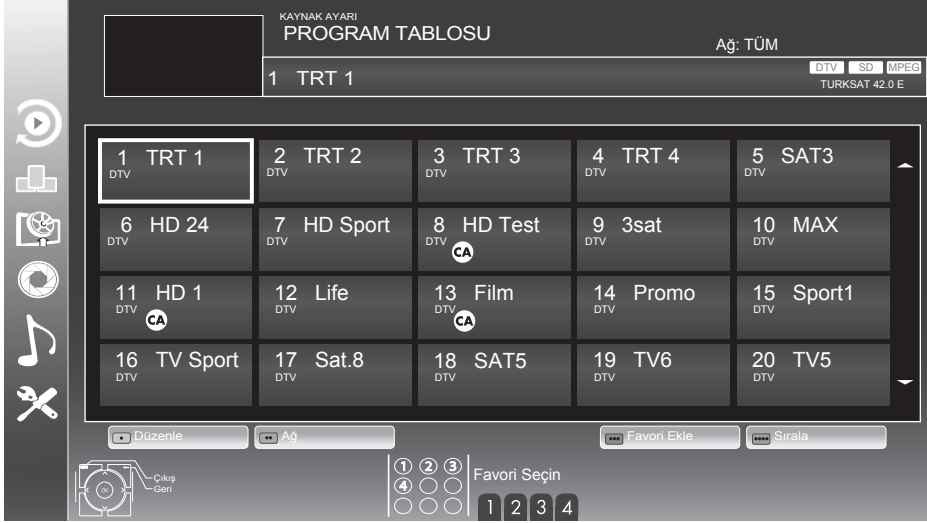 KAYNAK AYARI
PROGRAM TABLOSU
Ağ: TÜM
1 TRT 1
DTV SD MPEG
TURKSAT 42.0 E
1 TRT 1 2 TRT 2 3 TRT 3 4 TRT 4 5 SAT3
DTV DTV DTV DTV DTV
6 HD 24 7 HD Sport 8 HD Test 9 3sat 10 MAX
DTV DTV DTV DTV DTV
CA
11 HD 1 12 Life 13 Film 14 Promo 15 Sport1
DTV DTV DTV DTV DTV
CA CA
16 TV Sport 17 Sat.8 18 SAT5 19 TV6 20 TV5
DTV DTV DTV DTV DTV
Düzenle Ağ Favori Ekle Sırala
Çıkış
Geri
OK
1 2 3
4
Favori Seçin
1 2 3 4